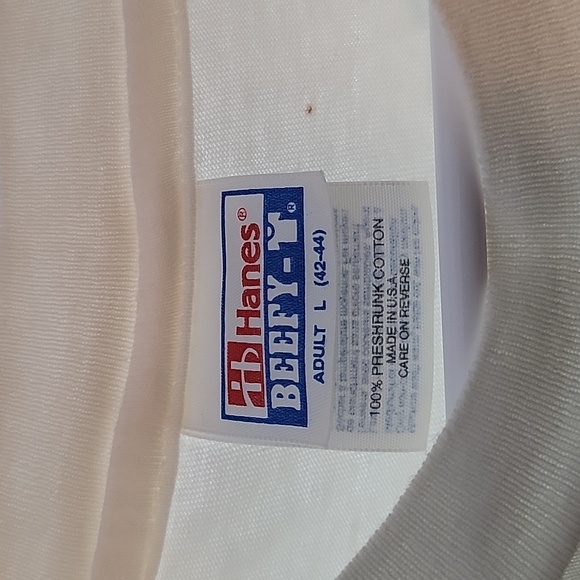 Hanes®
BEEFY-T®
ADULT L (42-44)
100% PRESHRUNK COTTON
MADE IN U.S.A.
CARE ON REVERSE